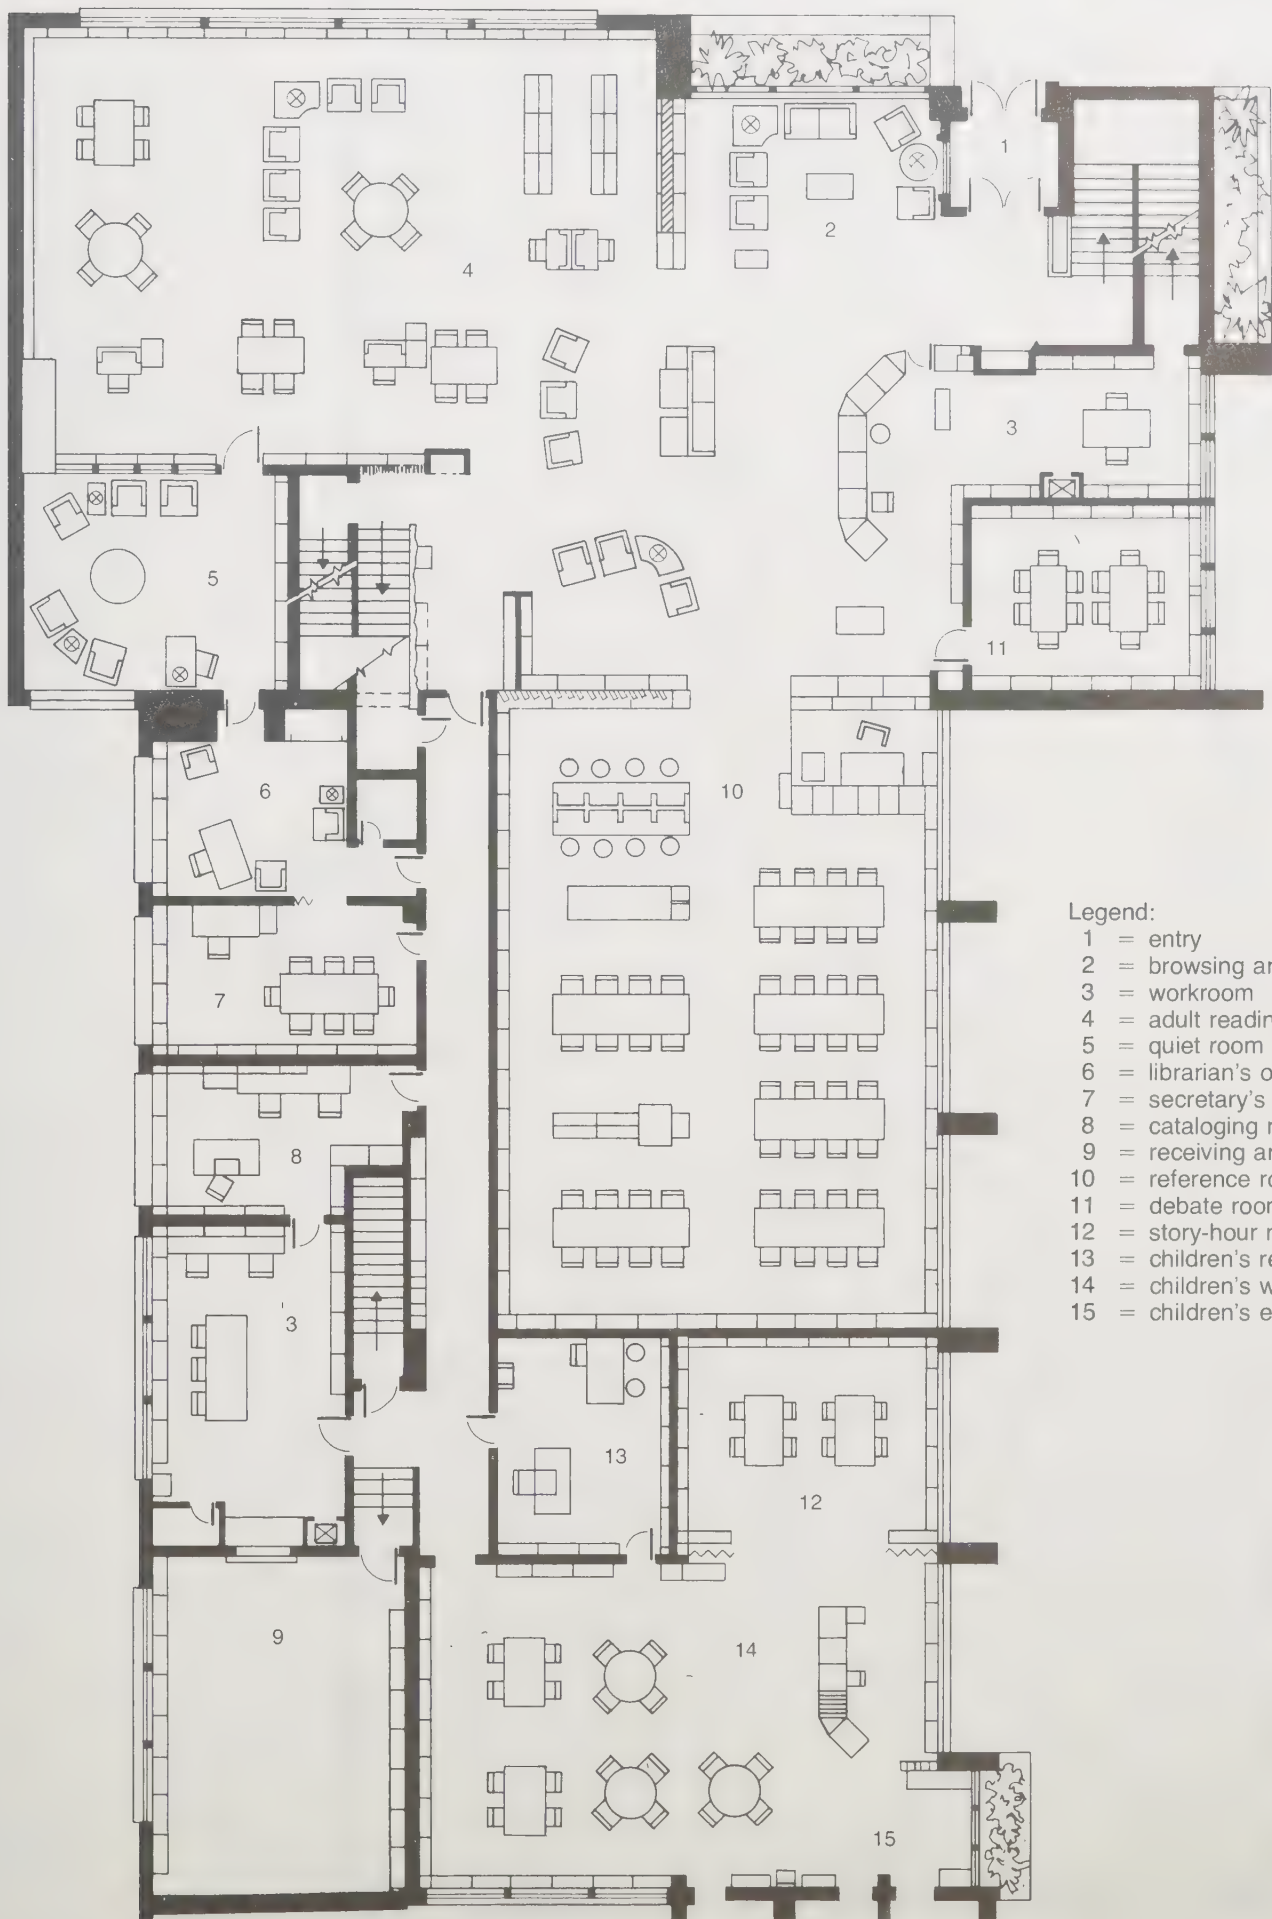 1
2
4
3
5
11
6
10
7
8
3
13
12
9
14
15
Legend:
1 = entry
2 = browsing ar
3 = workroom
4 = adult readin
5 = quiet room
6 = librarian's o
7 = secretary's
8 = cataloging r
9 = receiving ar
10 = reference ro
11 = debate room
12 = story-hour r
13 = children's re
14 = children's w
15 = children's e